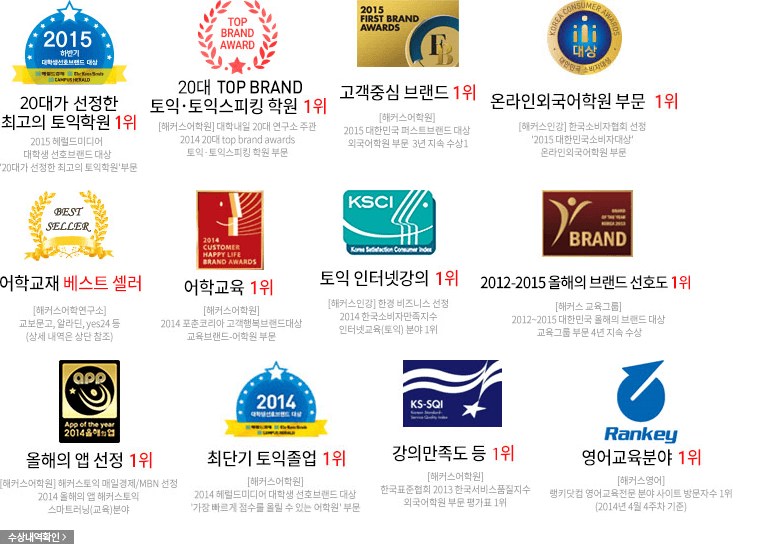 2015
하반기
대학생선호브랜드 대상
헤럴드경제 The Korea Herald
CAMPUS HERALD
20대가 선정한
최고의 토익학원 1위
2015 헤럴드미디어
대학생 선호브랜드 대상
'20대가 선정한 최고의 토익학원'부문
TOP
BRAND
AWARD
20대 TOP BRAND
토익·토익스피킹 학원 1위
[해커스어학원] 대학내일 20대 연구소 주관
2014 20대 top brand awards
토익·토익스피킹 학원 부문
2015
FIRST BRAND
AWARDS
고객중심 브랜드 1위
[해커스어학원]
2015 대한민국 퍼스트브랜드 대상
외국어학원 부문 3년 지속 수상1
KOREA CONSUMER AWARDS
대상
대한민국 소비자대상
온라인외국어학원 부문 1위
[해커스인강] 한국소비자협회 선정
'2015 대한민국소비자대상'
온라인외국어학원 부문
BEST
SELLER
어학교재 베스트 셀러
[해커스어학연구소]
교보문고, 알라딘, yes24 등
(상세 내역은 상단 참조)
2014
CUSTOMER
HAPPY LIFE
BRAND AWARDS
어학교육 1위
[해커스어학원]
2014 포춘코리아 고객행복브랜드대상
교육브랜드-어학원 부문
KSCI
Korea Satisfaction Consumer Index
토익 인터넷강의 1위
[해커스인강] 한경 비즈니스 선정
2014 한국소비자만족지수
인터넷교육(토익) 분야 1위
BRAND
OF THE YEAR
KOREA 2013
BRAND
2012-2015 올해의 브랜드 선호도 1위
[해커스 교육그룹]
2012~2015 대한민국 올해의 브랜드 대상
교육그룹 부문 4년 지속 수상
app
App of the year
2014올해의앱
올해의 앱 선정 1위
[해커스어학원] 해커스토익 매일경제/MBN 선정
2014 올해의 앱 해커스토익
스마트러닝(교육)분야
2014
대학생선호브랜드 대상
헤럴드경제 The Korea Herald
CAMPUS HERALD
최단기 토익졸업 1위
[해커스어학원]
2014 헤럴드미디어 대학생 선호브랜드 대상
'가장 빠르게 점수를 올릴 수 있는 어학원' 부문
KS-SQI
Korean Standard-
Service Quality Index
강의만족도 등 1위
[해커스어학원]
한국표준협회 2013 한국서비스품질지수
외국어학원 부문 평가표 1위
Rankey
영어교육분야 1위
[해커스영어]
랭키닷컴 영어교육전문 분야 사이트 방문자수 1위
(2014년 4월 4주차 기준)
수상내역확인 >